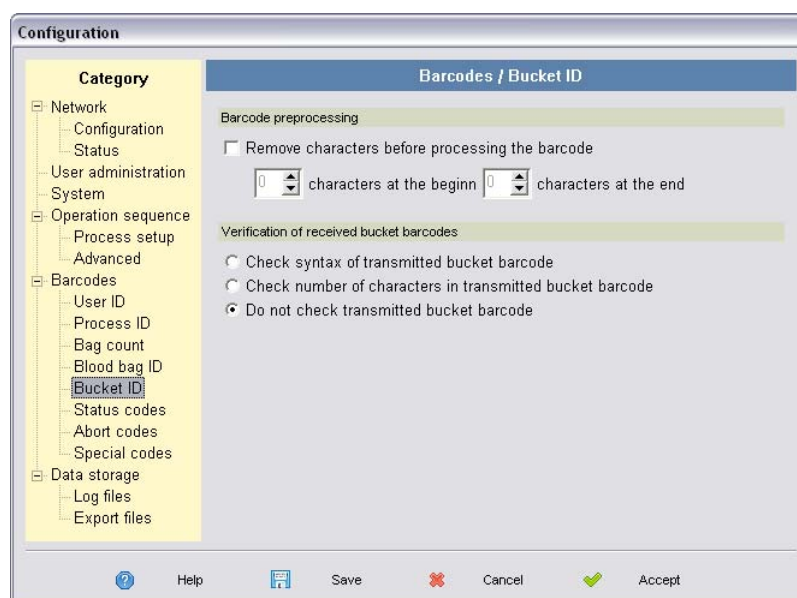 Configuration
Category
Network
Configuration
Status
User administration
System
Operation sequence
Process setup
Advanced
Barcodes
User ID
Process ID
Bag count
Blood bag ID
Bucket ID
Status codes
Abort codes
Special codes
Data storage
Log files
Export files
Barcodes / Bucket ID
Barcode preprocessing
Remove characters before processing the barcode
0 characters at the beginn 0 characters at the end
Verification of received bucket barcodes
Check syntax of transmitted bucket barcode
Check number of characters in transmitted bucket barcode
Do not check transmitted bucket barcode
Help Save Cancel Accept